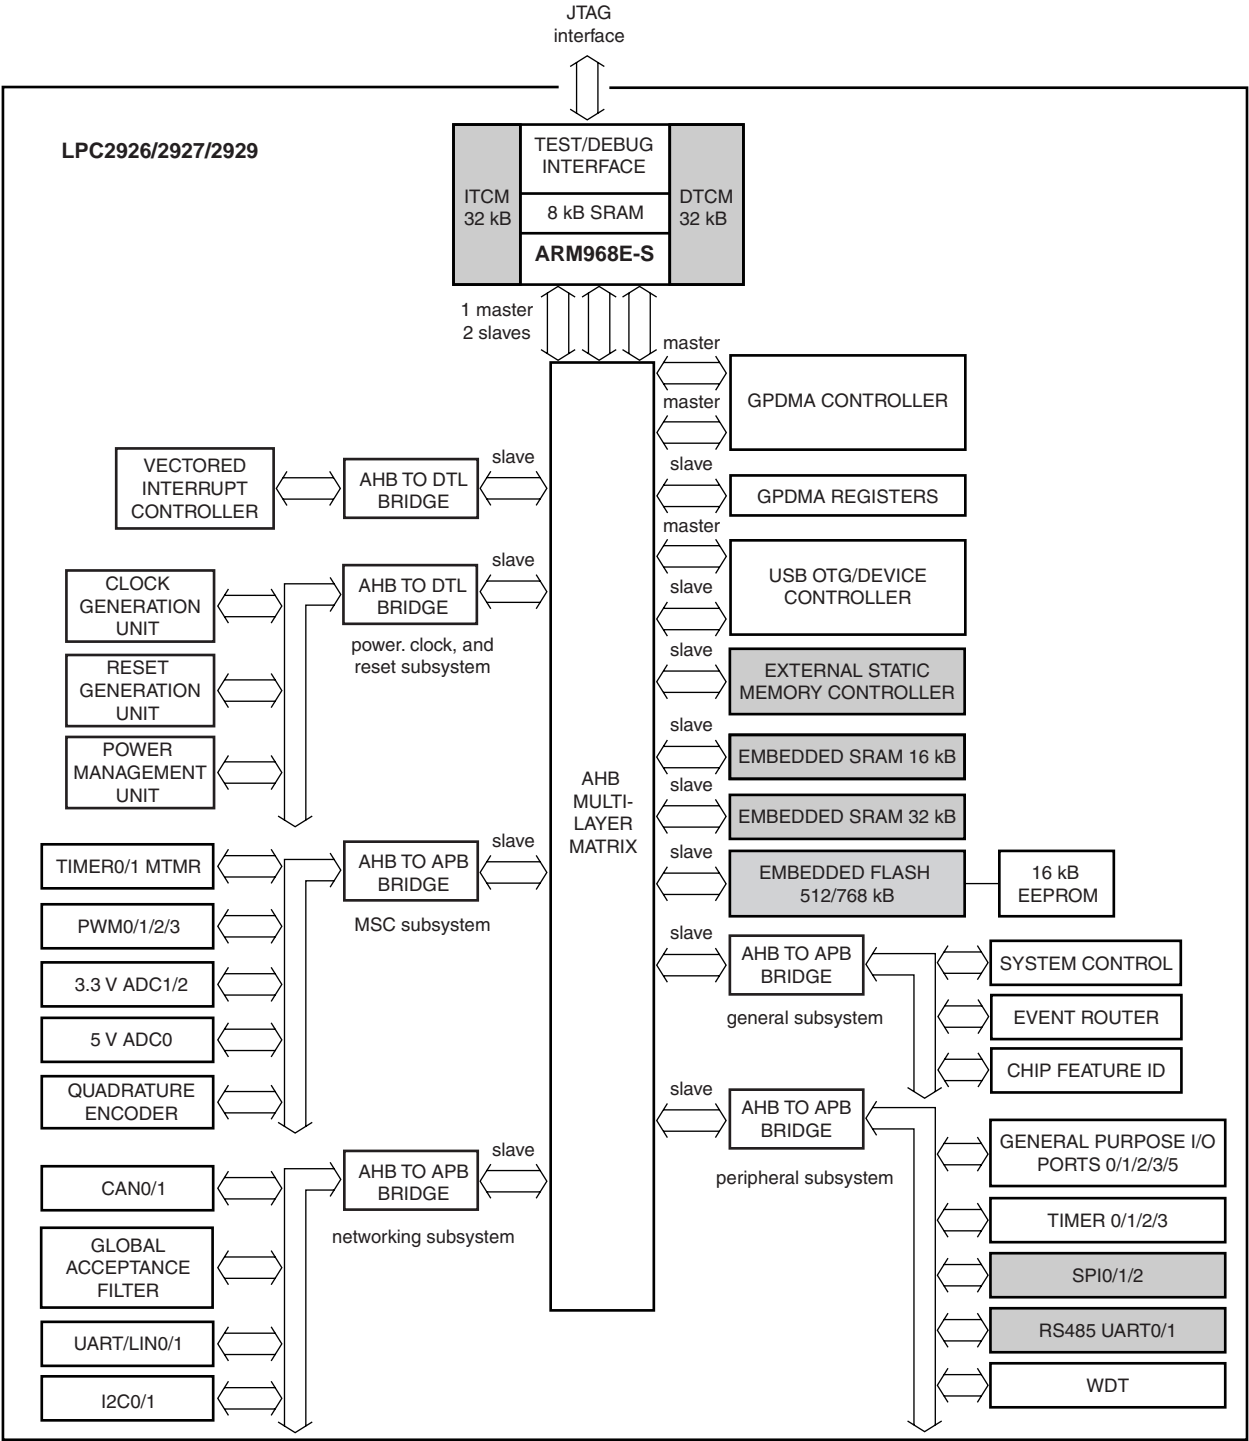 JTAG
interface
LPC2926/2927/2929
ITCM
32 kB
TEST/DEBUG
INTERFACE
8 kB SRAM
ARM968E-S
DTCM
32 kB
1 master
2 slaves
master
GPDMA CONTROLLER
master
slave
GPDMA REGISTERS
master
USB OTG/DEVICE
CONTROLLER
slave
slave
EXTERNAL STATIC
MEMORY CONTROLLER
slave
EMBEDDED SRAM 16 kB
slave
EMBEDDED SRAM 32 kB
slave
EMBEDDED FLASH
512/768 kB
16 kB
EEPROM
slave
AHB TO APB
BRIDGE
general subsystem
SYSTEM CONTROL
EVENT ROUTER
CHIP FEATURE ID
slave
AHB TO APB
BRIDGE
peripheral subsystem
GENERAL PURPOSE I/O
PORTS 0/1/2/3/5
TIMER 0/1/2/3
SPI0/1/2
RS485 UART0/1
WDT
AHB
MULTI-
LAYER
MATRIX
VECTORED
INTERRUPT
CONTROLLER
AHB TO DTL
BRIDGE
slave
CLOCK
GENERATION
UNIT
AHB TO DTL
BRIDGE
slave
power. clock, and
reset subsystem
RESET
GENERATION
UNIT
POWER
MANAGEMENT
UNIT
TIMER0/1 MTMR
AHB TO APB
BRIDGE
slave
MSC subsystem
PWM0/1/2/3
3.3 V ADC1/2
5 V ADC0
QUADRATURE
ENCODER
CAN0/1
AHB TO APB
BRIDGE
slave
networking subsystem
GLOBAL
ACCEPTANCE
FILTER
UART/LIN0/1
I2C0/1